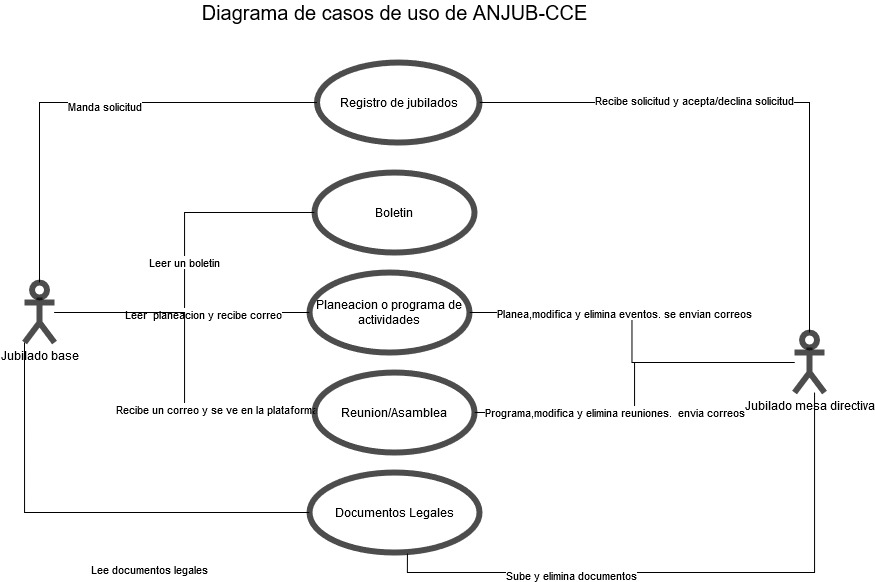 Diagrama de casos de uso de ANJUB-CCE
Manda solicitud
Registro de jubilados
Recibe solicitud y acepta/declina solicitud
Boletin
Leer un boletin
Leer  planeacion y recibe correo
Planeacion o programa de
actividades
Planea,modifica y elimina eventos. se envian correos
Jubilado base
Jubilado mesa directiva
Recibe un correo y se ve en la plataforma
Reunion/Asamblea
Programa,modifica y elimina reuniones.  envia correos
Documentos Legales
Lee documentos legales
Sube y elimina documentos